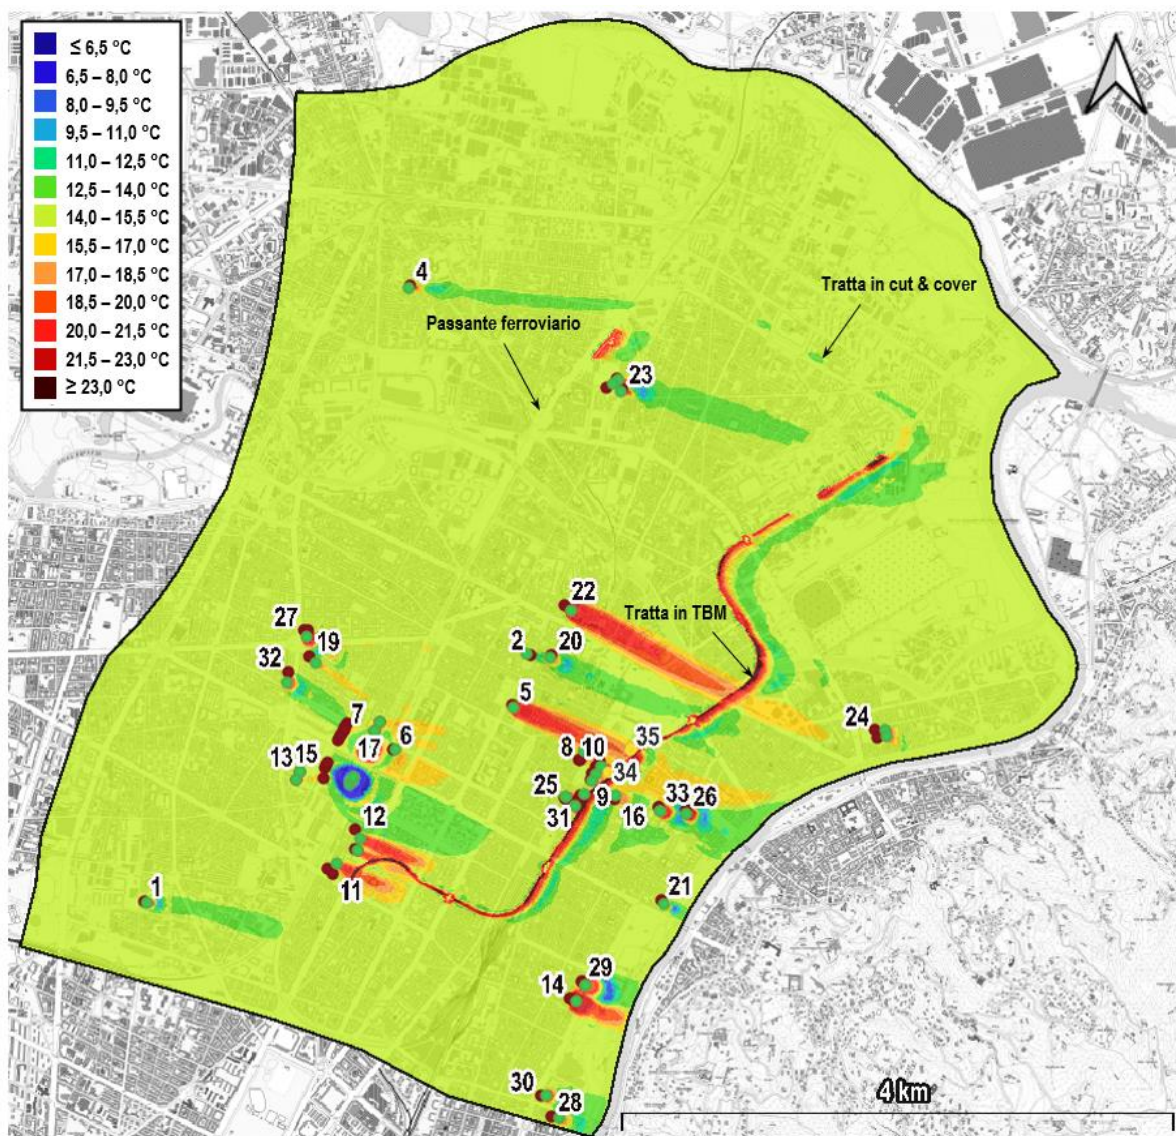 ≤ 6,5 °C
6,5 – 8,0 °C
8,0 – 9,5 °C
9,5 – 11,0 °C
11,0 – 12,5 °C
12,5 – 14,0 °C
14,0 – 15,5 °C
15,5 – 17,0 °C
17,0 – 18,5 °C
18,5 – 20,0 °C
20,0 – 21,5 °C
21,5 – 23,0 °C
≥ 23,0 °C
4
Tratta in cut & cover
Passante ferroviario
23
22
Tratta in TBM
27
19
2
20
32
5
7
24
6
17
8
10
35
13
15
34
25
9
33
26
31
16
12
11
1
21
29
14
30
28
4 km